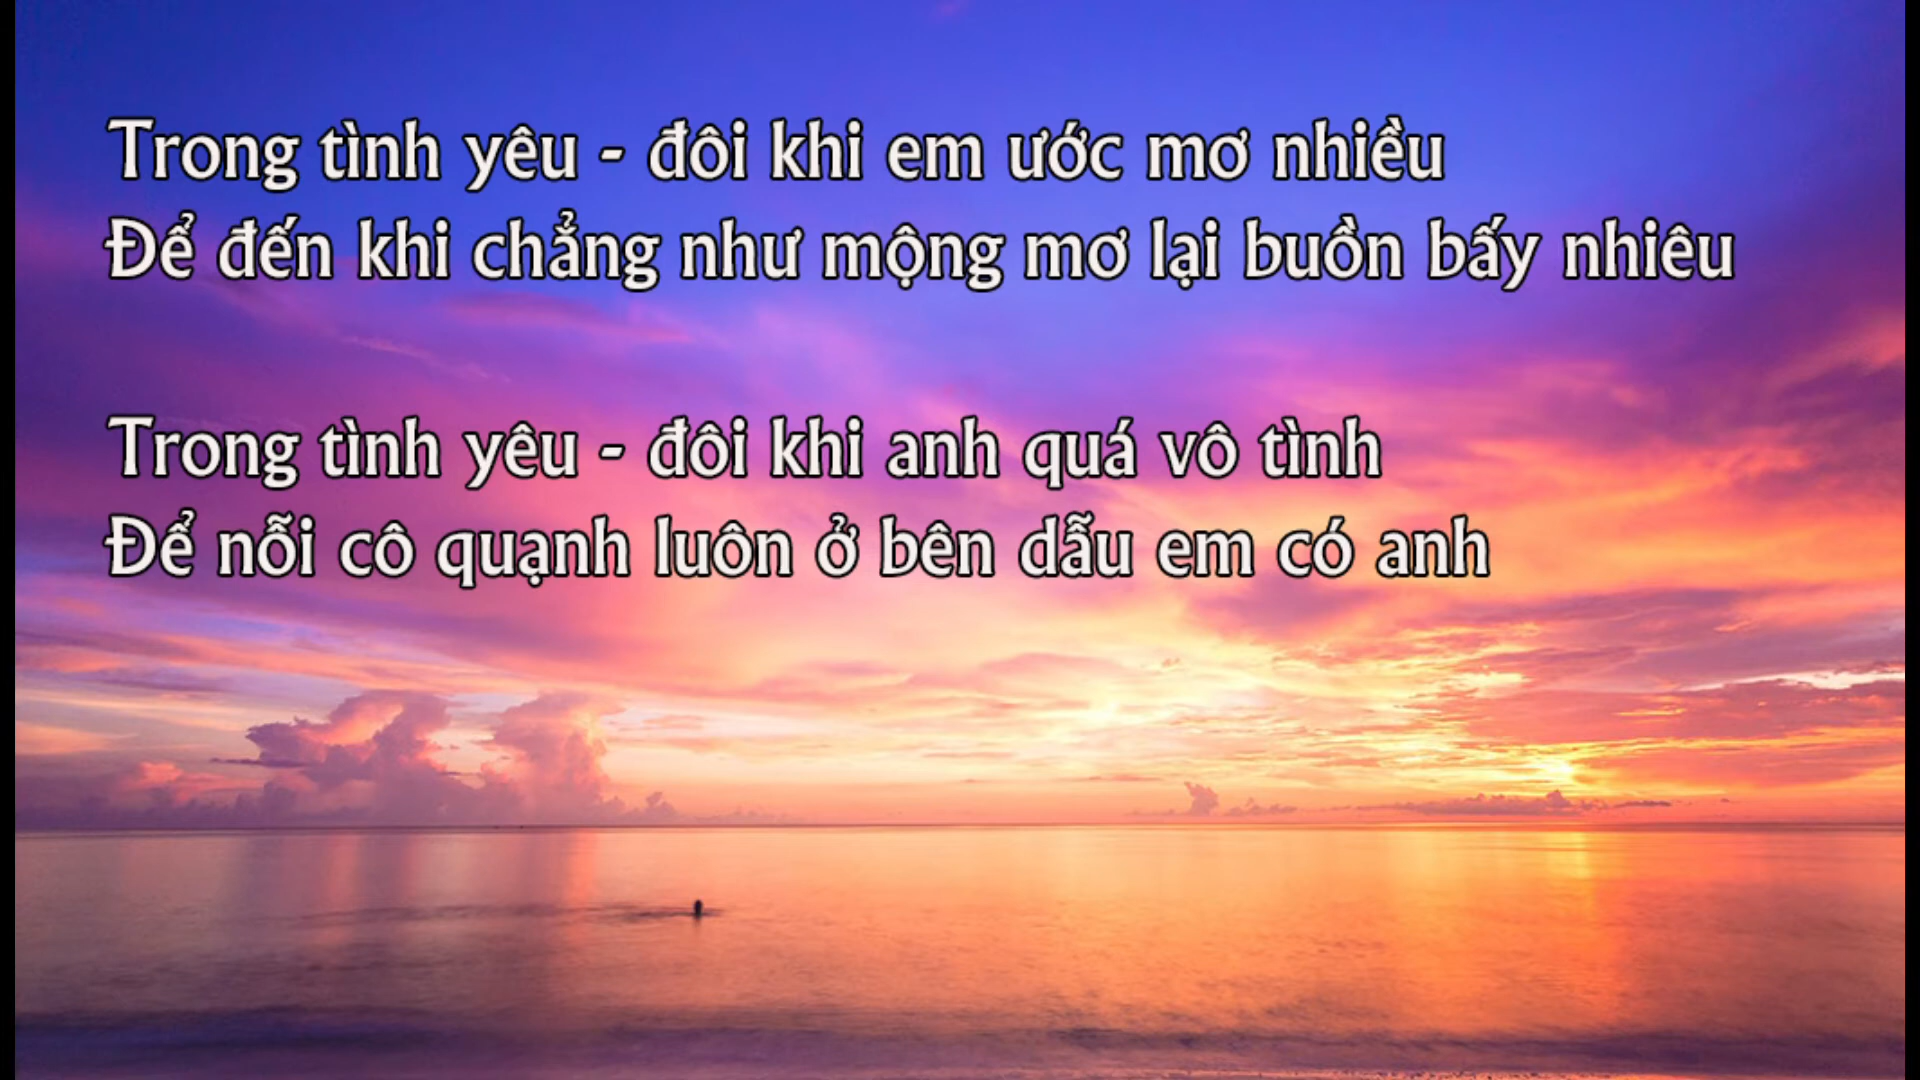 Trong tình yêu - đôi khi em ước mơ nhiều
Để đến khi chẳng như mộng mơ lại buồn bấy nhiêu
Trong tình yêu - đôi khi anh quá vô tình
Để nỗi cô quạnh luôn ở bên dẫu em có anh